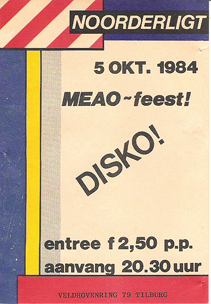 NOORDERLIGT
5 OKT. 1984
MEAO~feest!
DISKO!
entree f 2,50 p.p.
aanvang 20.30 uur
VELDHOVENRING 79 TILBURG